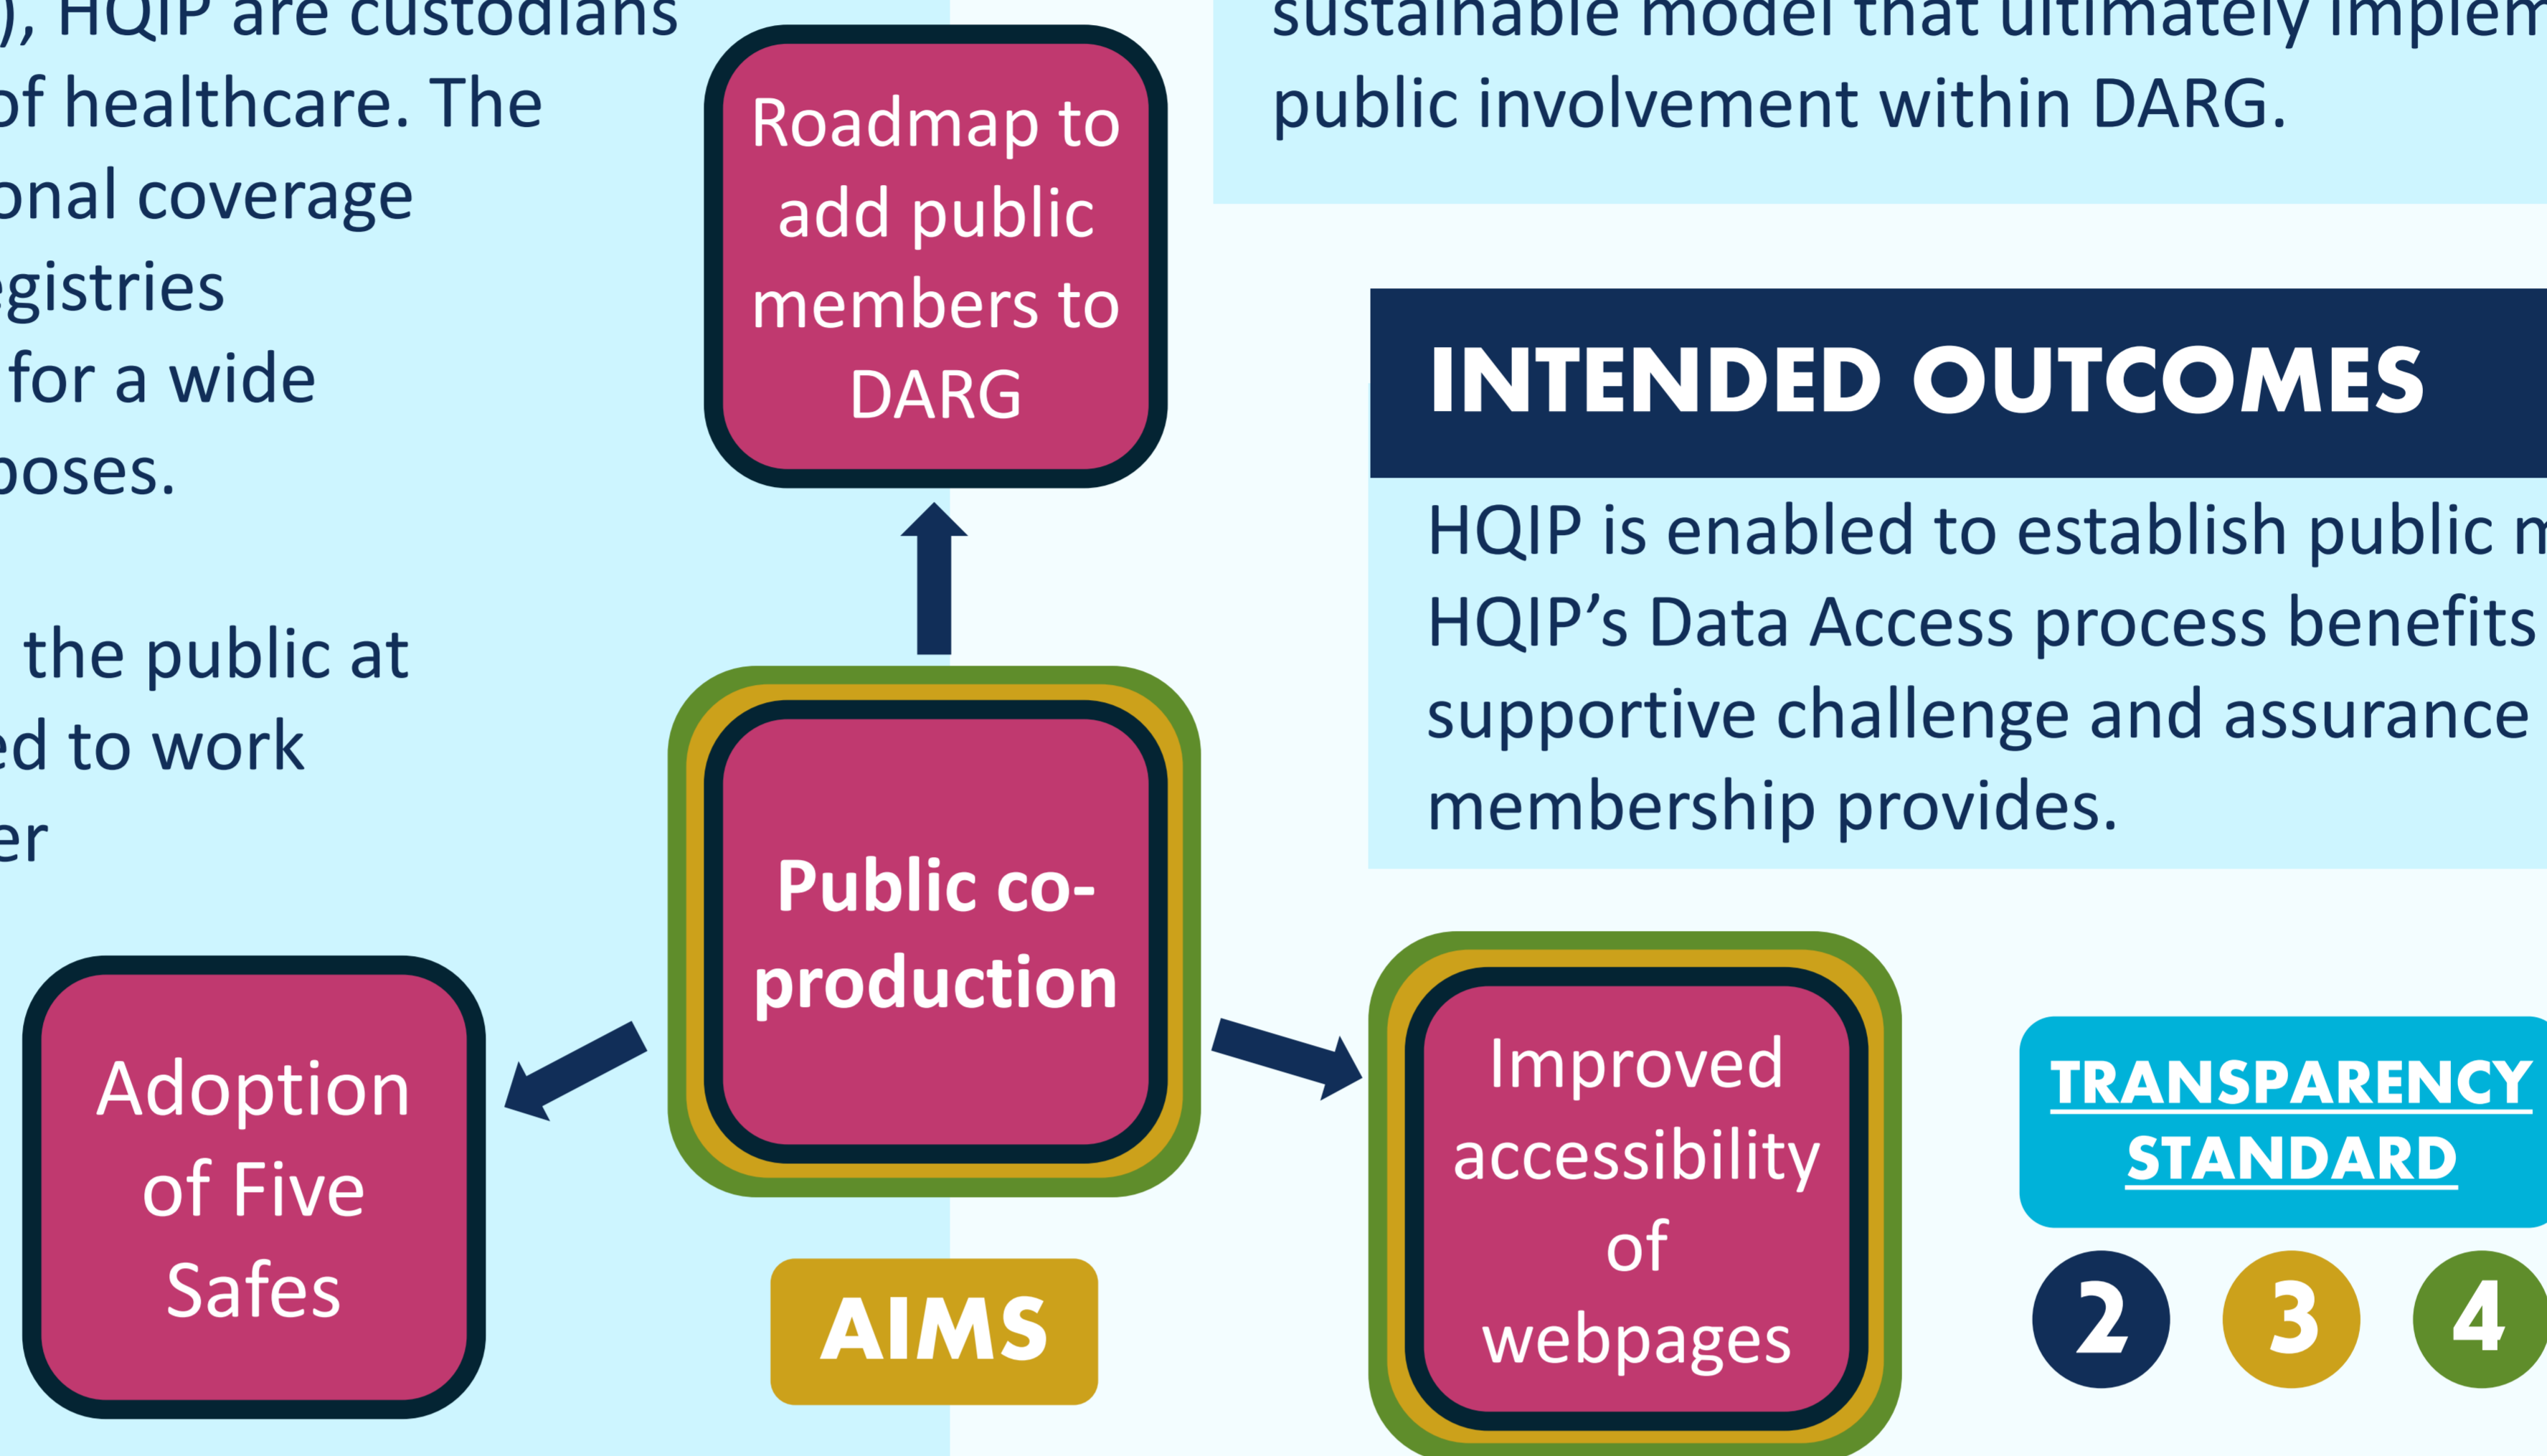 ), HQIP are custodians
of healthcare. The
onal coverage
egistries
for a wide
poses.
the public at
ed to work
er
Roadmap to
add public
members to
DARG
Public co-
production
Adoption
of Five
Safes
AIMS
Improved
accessibility
of
webpages
sustainable model that ultimately implem
public involvement within DARG.
INTENDED OUTCOMES
HQIP is enabled to establish public m
HQIP’s Data Access process benefits
supportive challenge and assurance
membership provides.
TRANSPARENCY
STANDARD
2 3 4